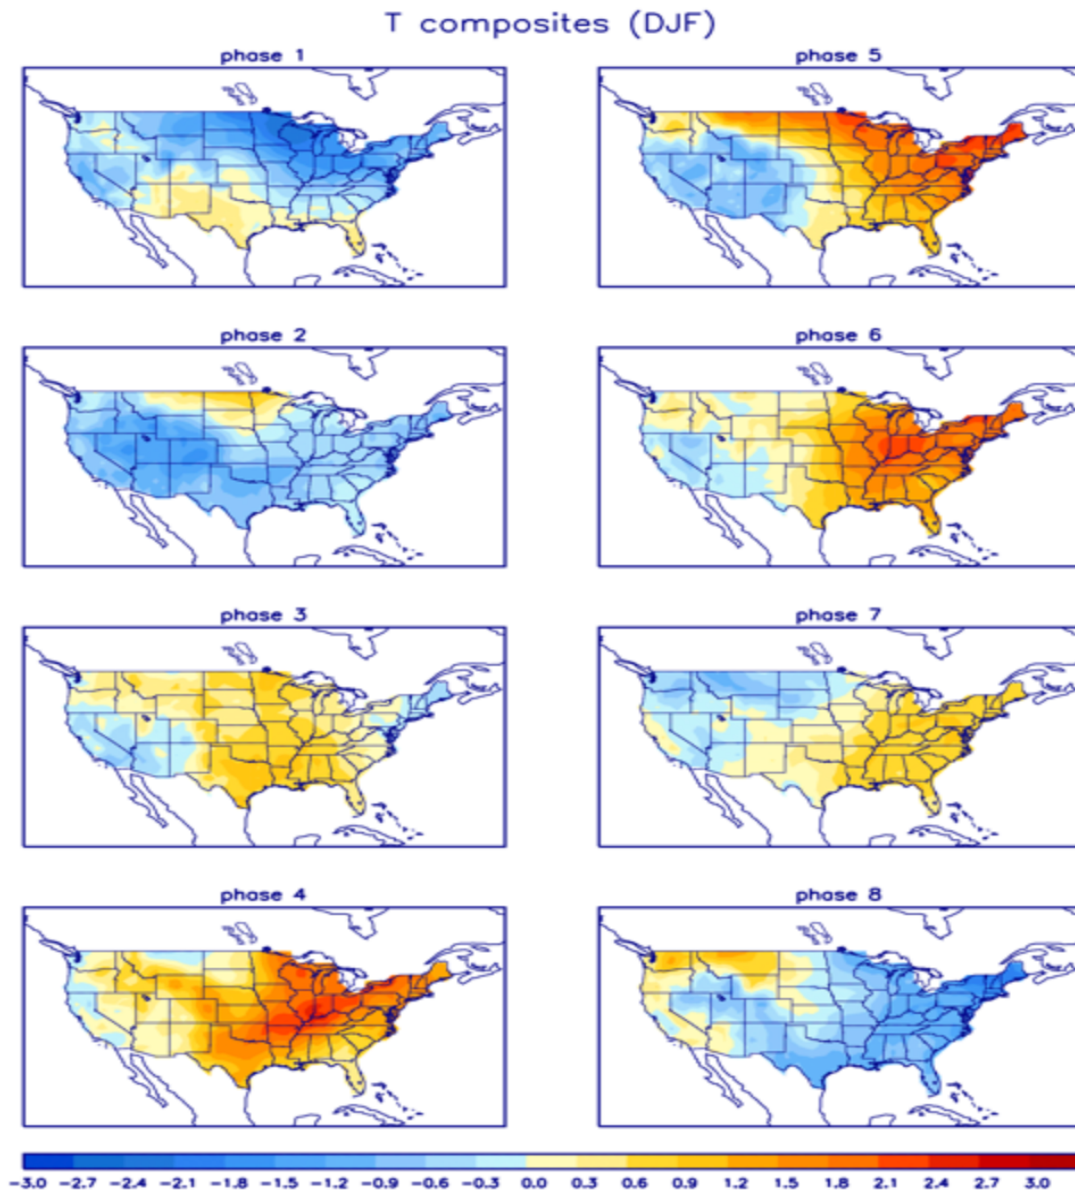 T composites (DJF)
phase 1
phase 5
phase 2
phase 6
phase 3
phase 7
phase 4
phase 8
-3.0 -2.7 -2.4 -2.1 -1.8 -1.5 -1.2 -0.9 -0.6 -0.3 0.0 0.3 0.6 0.9 1.2 1.5 1.8 2.1 2.4 2.7 3.0